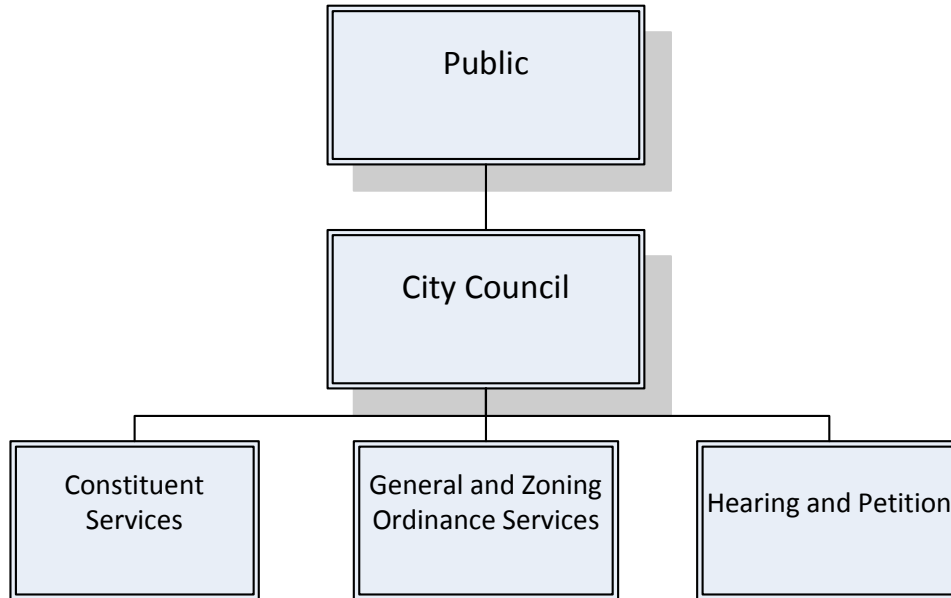 Public
City Council
Constituent
Services
General and Zoning
Ordinance Services
Hearing and Petition